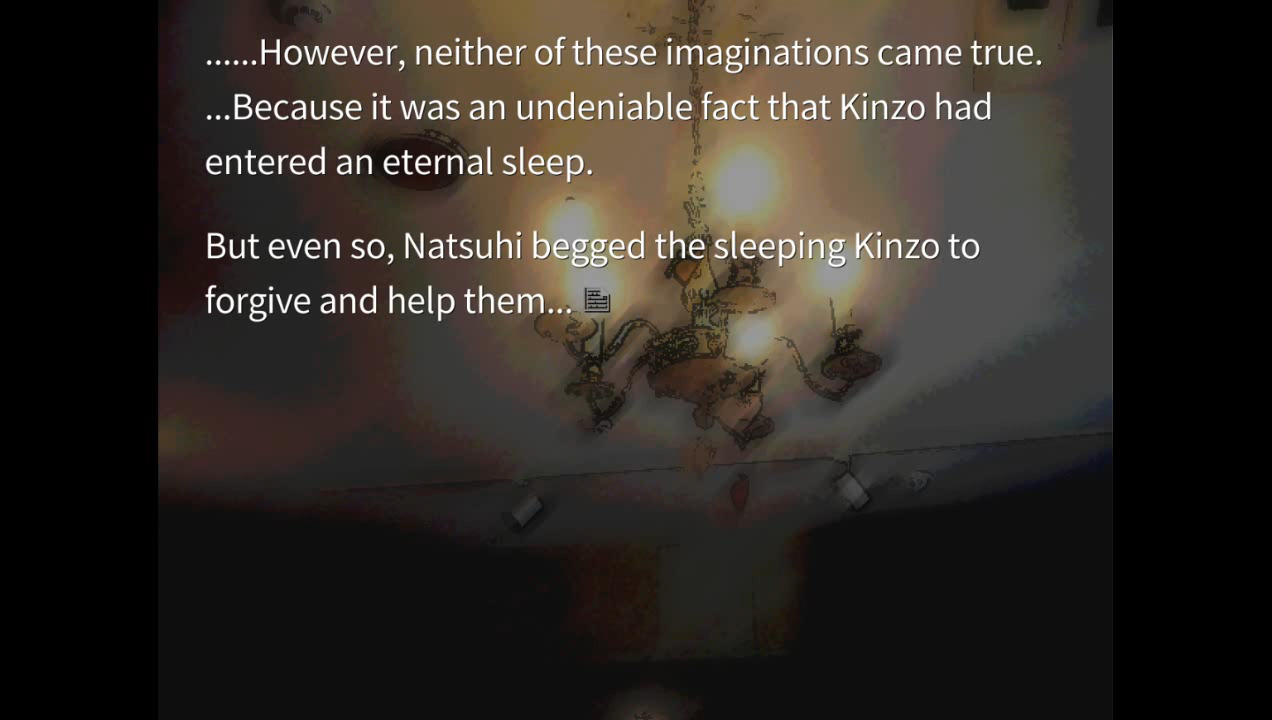 ......However, neither of these imaginations came true.
...Because it was an undeniable fact that Kinzo had
entered an eternal sleep.
But even so, Natsuhi begged the sleeping Kinzo to
forgive and help them...